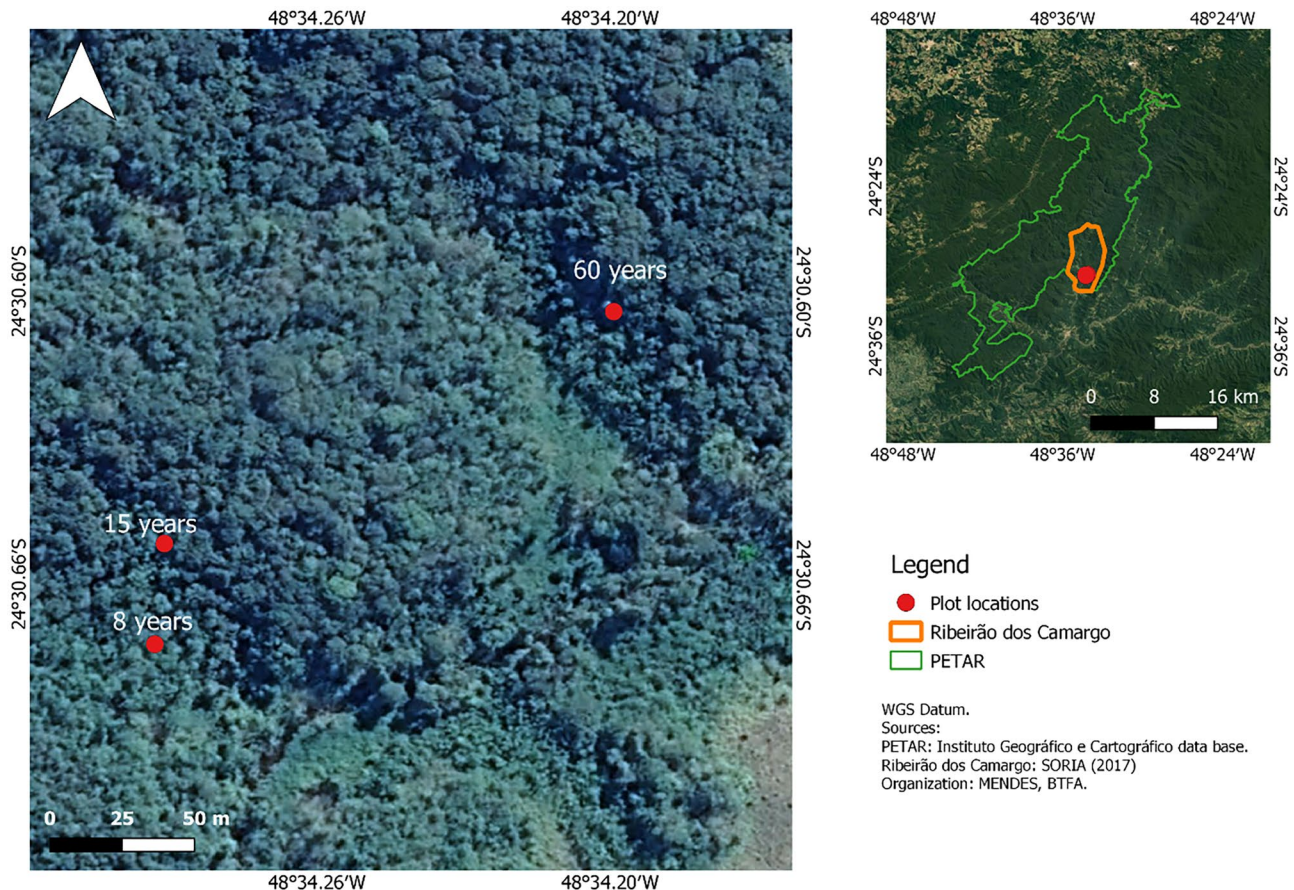 48°34.26′W
48°34.20′W
24°30.60′S
24°30.60′S
60 years
15 years
24°30.66′S
24°30.66′S
8 years
0 25 50 m
48°34.26′W
48°34.20′W
48°48′W
48°36′W
48°24′W
24°24′S
24°24′S
24°36′S
24°36′S
0 8 16 km
48°48′W
48°36′W
48°24′W
Legend
Plot locations
Ribeirão dos Camargo
PETAR
WGS Datum.
Sources:
PETAR: Instituto Geográfico e Cartográfico data base.
Ribeirão dos Camargo: SORIA (2017)
Organization: MENDES, BTFA.